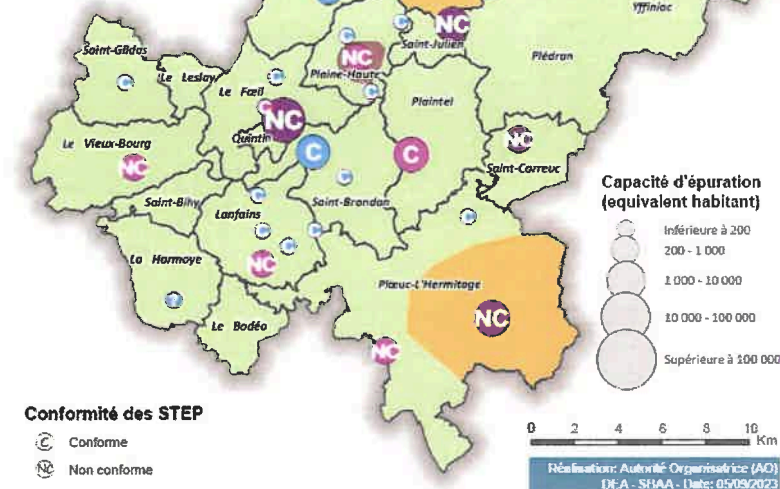 Yffiniac
C
C
NC
Saint-Julien
Saint-Gildas
NC
Plédran
Le Leslay
Plaine-Haute
C
C
Le Fœil
C
Plaintel
C
NC
Quintin
Le Vieux-Bourg
C
C
NC
NC
Saint-Carreuc
C
Saint-Bihy
C
Saint-Brandan
Lanfains
C
C
C
C
NC
La Harmoye
Plœuc-L'Hermitage
?
NC
Le Bodéo
NC
Capacité d'épuration
(equivalent habitant)
Inférieure à 200
200 - 1 000
1 000 - 10 000
10 000 - 100 000
Supérieure à 100 000
Conformité des STEP
C Conforme
NC Non conforme
0 2 4 6 8 10
Km
Réalisation: Autorité Organisatrice (AO)
DEA - SBAA - Date: 05/09/2023